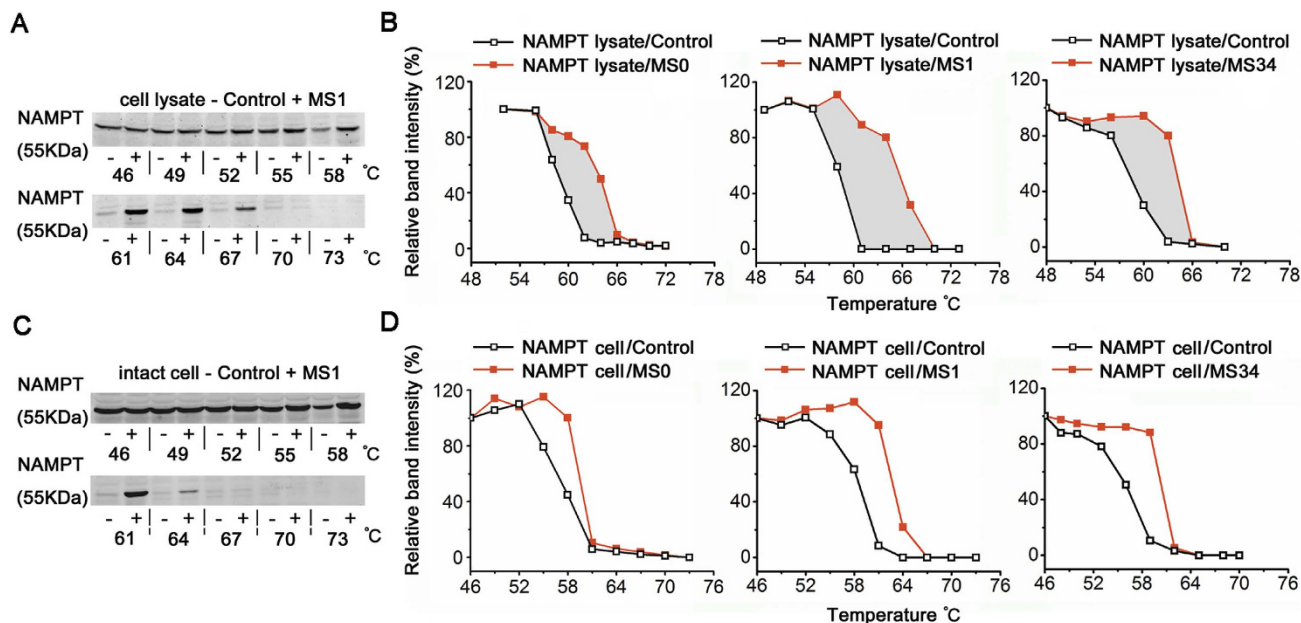 A
cell lysate - Control + MS1
NAMPT
(55KDa)
- + - + - + - + - +
46 49 52 55 58 °C
NAMPT
(55KDa)
- + - + - + - + - +
61 64 67 70 73 °C
B
NAMPT lysate/Control
NAMPT lysate/MS0
NAMPT lysate/Control
NAMPT lysate/MS1
NAMPT lysate/Control
NAMPT lysate/MS34
Relative band intensity (%)
120
80
40
0
48 54 60 66 72 78
120
80
40
0
48 54 60 66 72 78
120
80
40
0
48 54 60 66 72 78
Temperature °C
C
intact cell - Control + MS1
NAMPT
(55KDa)
- + - + - + - + - +
46 49 52 55 58 °C
NAMPT
(55KDa)
- + - + - + - + - +
61 64 67 70 73 °C
D
NAMPT cell/Control
NAMPT cell/MS0
NAMPT cell/Control
NAMPT cell/MS1
NAMPT cell/Control
NAMPT cell/MS34
Relative band intensity (%)
120
80
40
0
46 52 58 64 70 76
120
80
40
0
46 52 58 64 70 76
120
80
40
0
46 52 58 64 70 76
Temperature °C